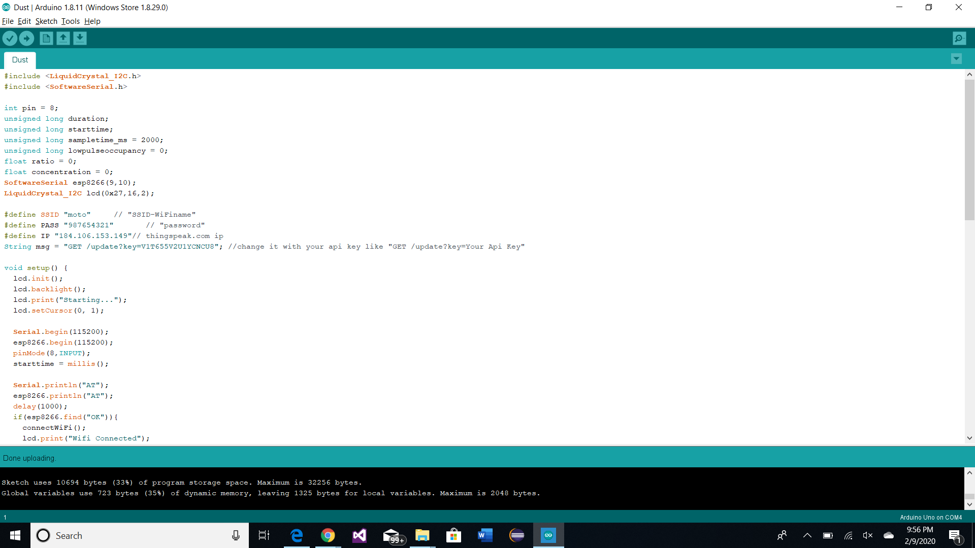 Dust | Arduino 1.8.11 (Windows Store 1.8.29.0)
File Edit Sketch Tools Help
Dust
#include <LiquidCrystal_I2C.h>
#include <SoftwareSerial.h>
int pin = 8;
unsigned long duration;
unsigned long starttime;
unsigned long sampletime_ms = 2000;
unsigned long lowpulseoccupancy = 0;
float ratio = 0;
float concentration = 0;
SoftwareSerial esp8266(9,10);
LiquidCrystal_I2C lcd(0x27,16,2);
#define SSID "moto"     // "SSID-WiFiname"
#define PASS "987654321"       // "password"
#define IP "184.106.153.149"// thingspeak.com ip
String msg = "GET /update?key=V1T655V2U1YCNCU8"; //change it with your api key like "GET /update?key=Your Api Key"
void setup() {
  lcd.init();
  lcd.backlight();
  lcd.print("Starting...");
  lcd.setCursor(0, 1);
  Serial.begin(115200);
  esp8266.begin(115200);
  pinMode(8,INPUT);
  starttime = millis();
  Serial.println("AT");
  esp8266.println("AT");
  delay(1000);
  if(esp8266.find("OK")){
    connectWiFi();
    lcd.print("Wifi Connected");
Done uploading.
Sketch uses 10694 bytes (33%) of program storage space. Maximum is 32256 bytes.
Global variables use 723 bytes (35%) of dynamic memory, leaving 1325 bytes for local variables. Maximum is 2048 bytes.
1
Arduino Uno on COM4
Search
99+
9:56 PM
2/9/2020
1